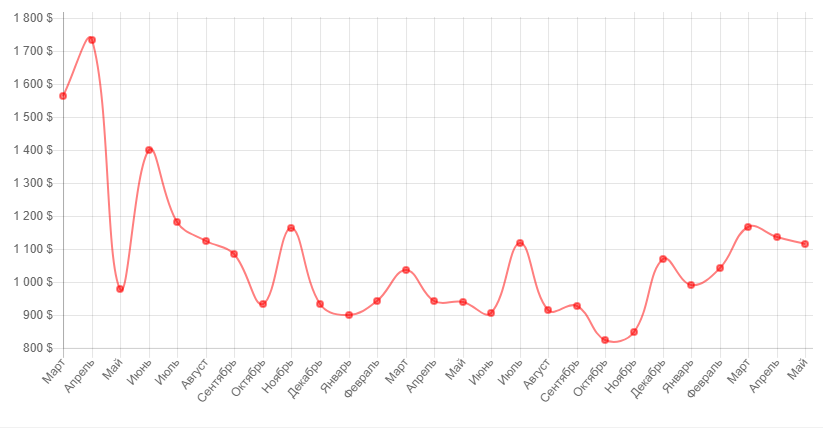 1 800 $
1 700 $
1 600 $
1 500 $
1 400 $
1 300 $
1 200 $
1 100 $
1 000 $
900 $
800 $
Март
Апрель
Май
Июнь
Июль
Август
Сентябрь
Октябрь
Ноябрь
Декабрь
Январь
Февраль
Март
Апрель
Май
Июнь
Июль
Август
Сентябрь
Октябрь
Ноябрь
Декабрь
Январь
Февраль
Март
Апрель
Май